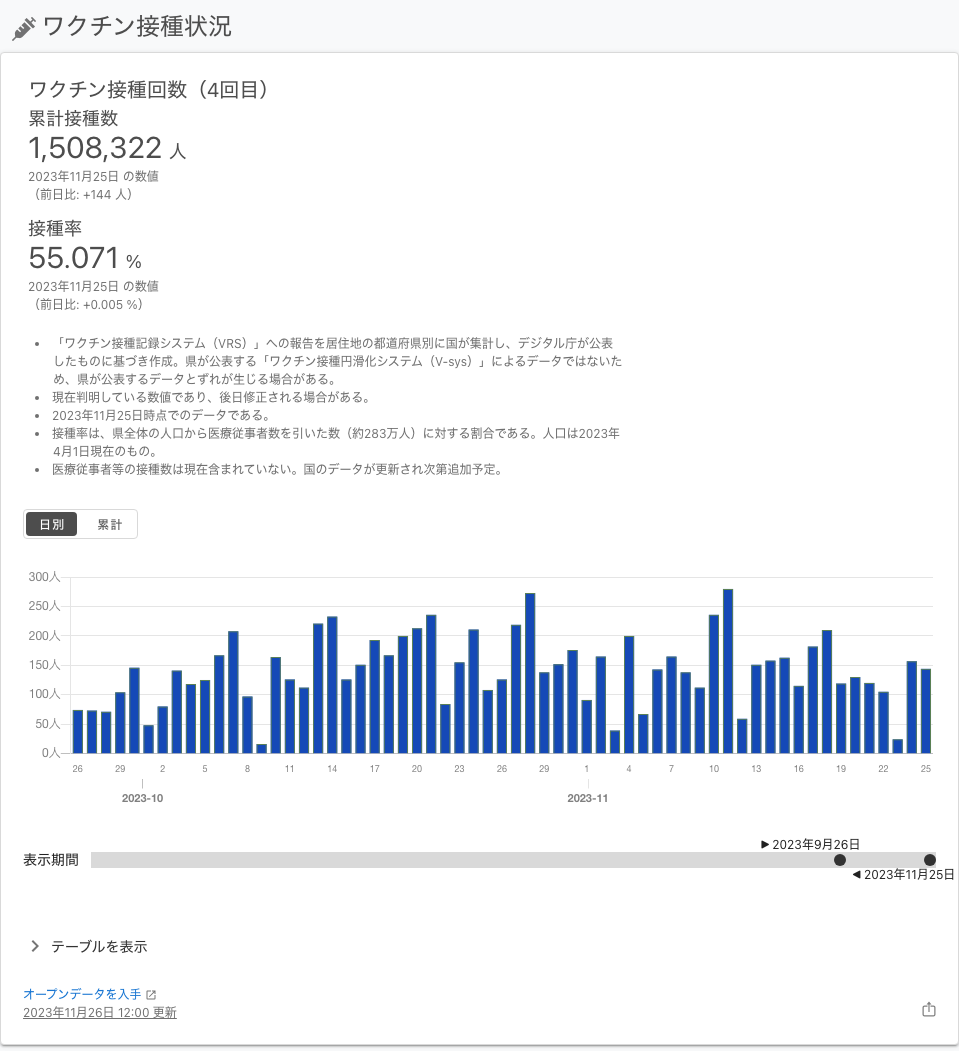 ワクチン接種状況
ワクチン接種回数（4回目）
累計接種数
1,508,322 人
2023年11月25日 の数値
（前日比: +144 人）
接種率
55.071 %
2023年11月25日 の数値
（前日比: +0.005 %）
• 「ワクチン接種記録システム（VRS）」への報告を居住地の都道府県別に国が集計し、デジタル庁が公表
したものに基づき作成。県が公表する「ワクチン接種円滑化システム（V-sys）」によるデータではないた
め、県が公表するデータとずれが生じる場合がある。
• 現在判明している数値であり、後日修正される場合がある。
• 2023年11月25日時点でのデータである。
• 接種率は、県全体の人口から医療従事者数を引いた数（約283万人）に対する割合である。人口は2023年
4月1日現在のもの。
• 医療従事者等の接種数は現在含まれていない。国のデータが更新され次第追加予定。
日別 累計
300人
250人
200人
150人
100人
50人
0人
26 29 2 5 8 11 14 17 20 23 26 29 1 4 7 10 13 16 19 22 25
2023-10 2023-11
2023年9月26日
表示期間
2023年11月25日
テーブルを表示
オープンデータを入手
2023年11月26日 12:00 更新